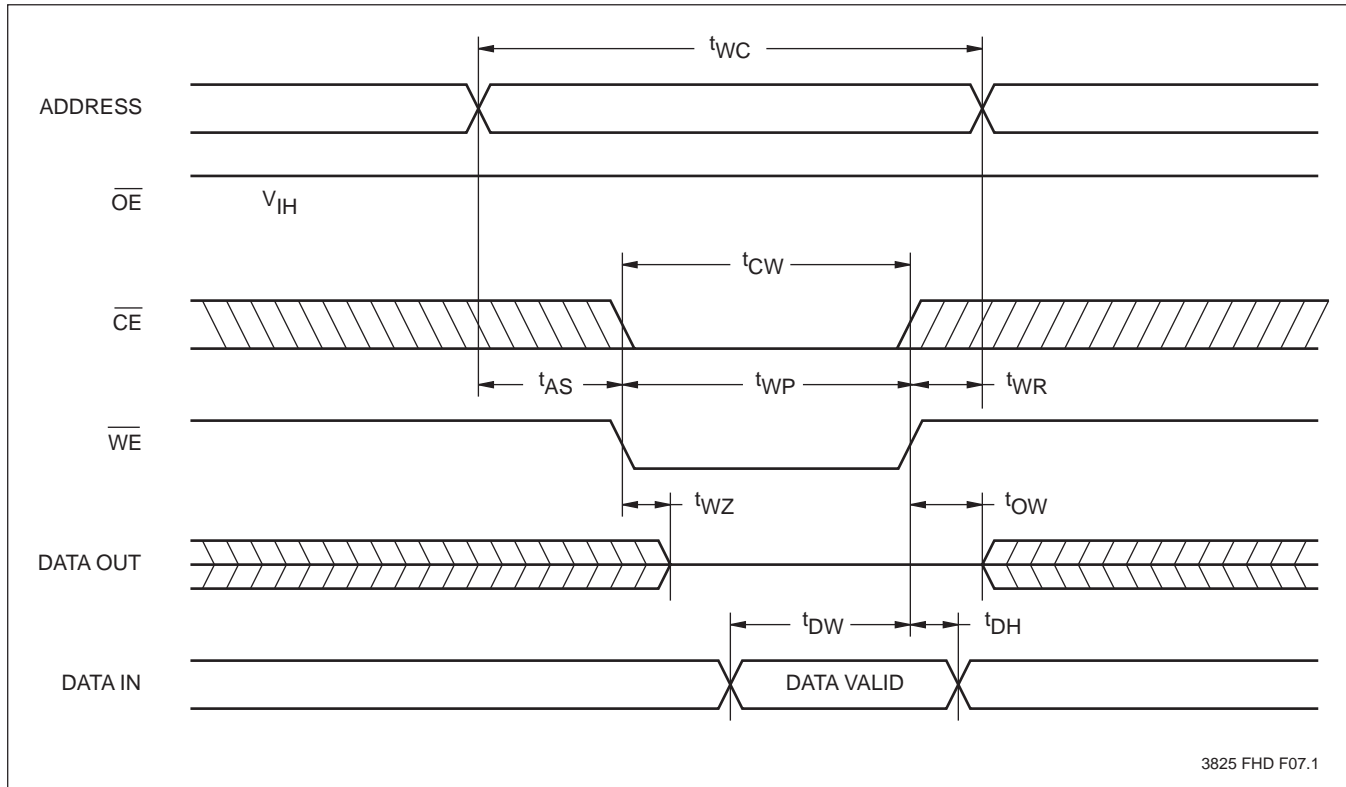 tWC
ADDRESS
OE
VIH
tCW
CE
tAS
tWP
tWR
WE
tWZ
tOW
DATA OUT
tDW
tDH
DATA IN
DATA VALID
3825 FHD F07.1